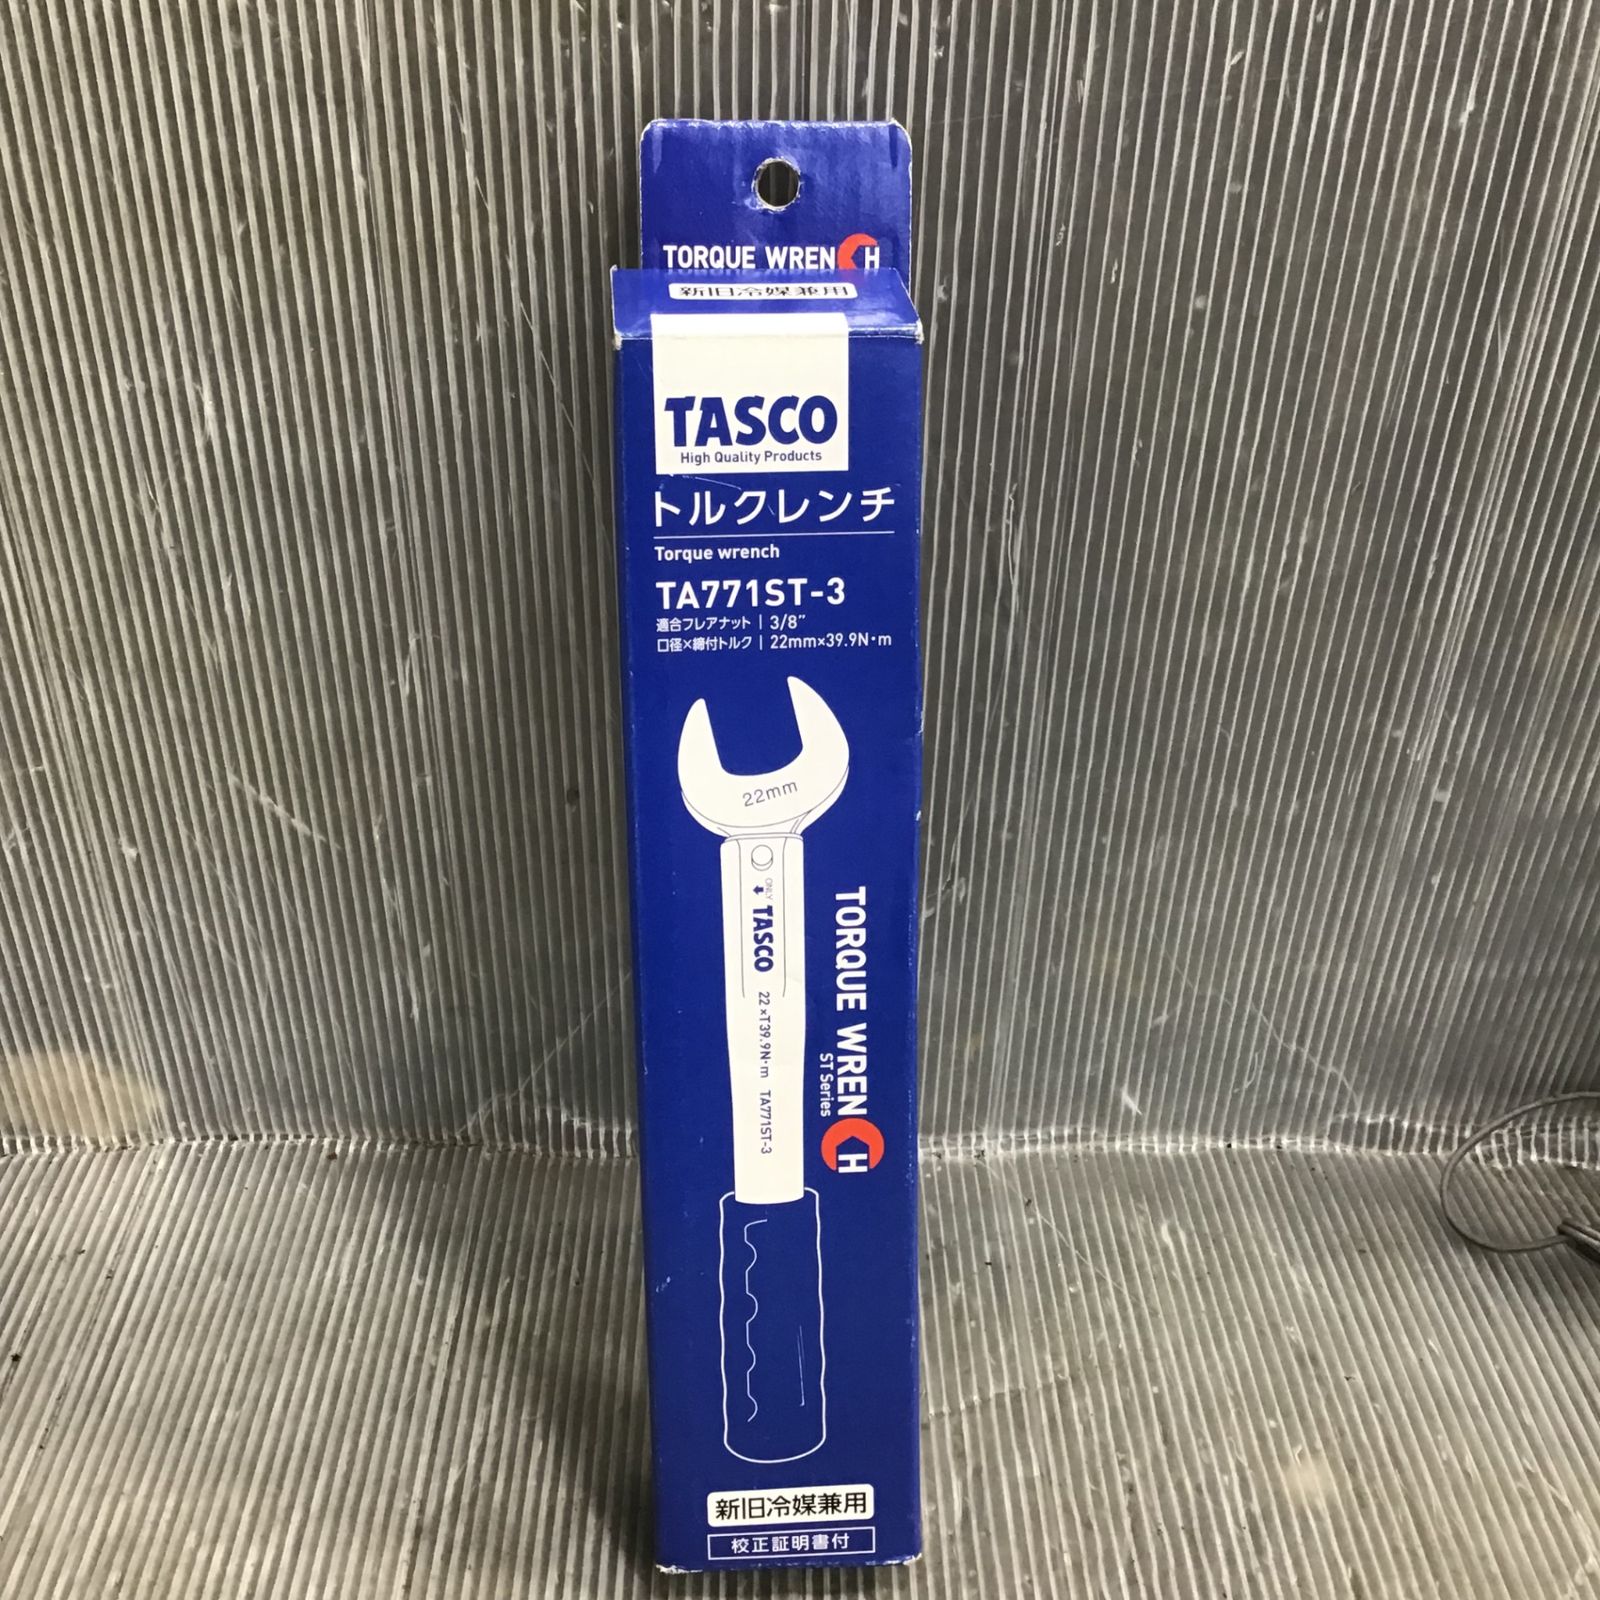 TORQUE WRENCH
新旧冷媒兼用
TASCO
High Quality Products
トルクレンチ
Torque wrench
TA771ST-3
適合フレアナット | 3/8"
口径×締付トルク | 22mm×39.9N・m
22mm
ONLY
TASCO
22×T39.9N・m TA771ST-3
TORQUE WRENCH
ST Series
新旧冷媒兼用
校正証明書付